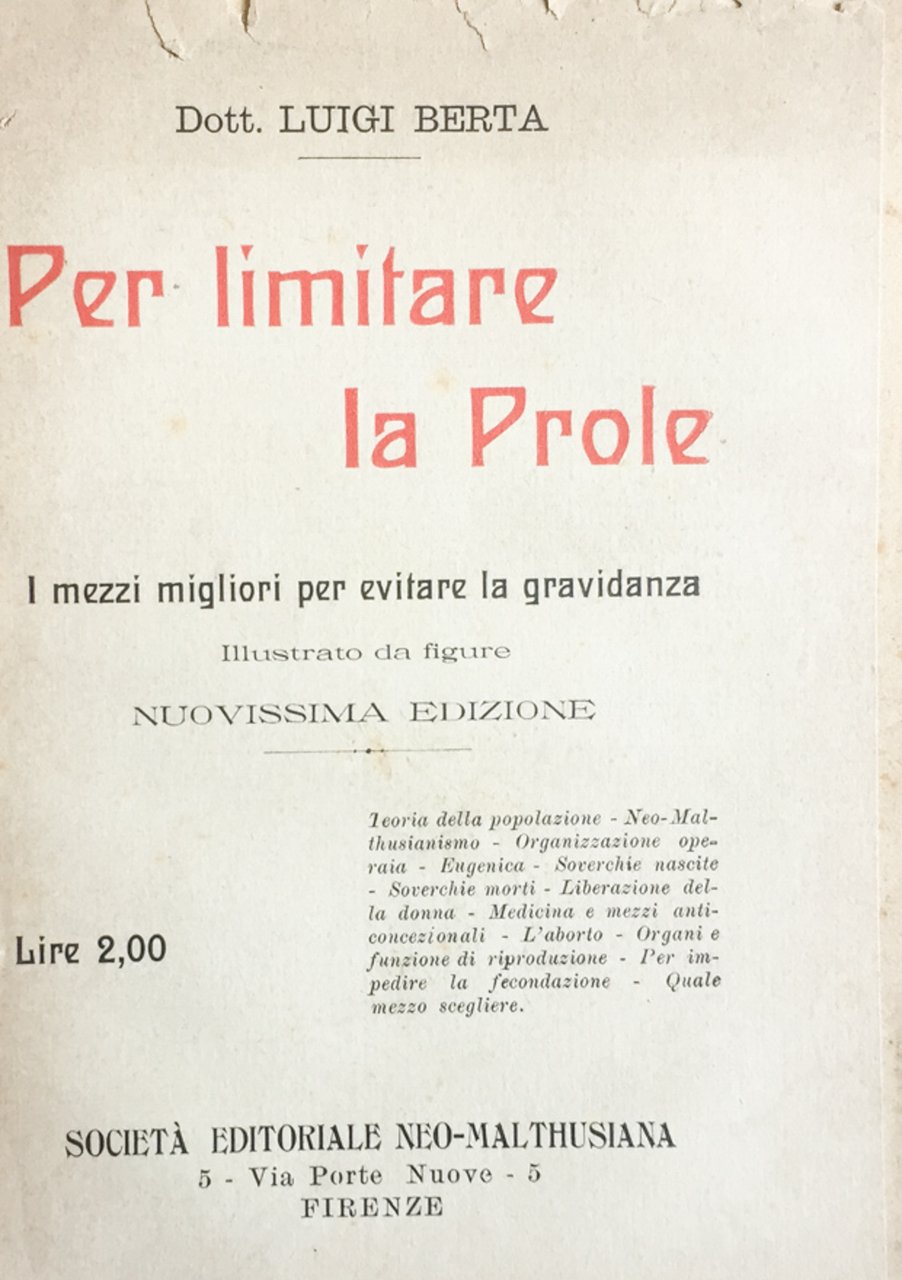 Dott. LUIGI BERTA
Per limitare
la Prole
I mezzi migliori per evitare la gravidanza
Illustrato da figure
NUOVISSIMA EDIZIONE
Teoria della popolazione - Neo-Mal-
thusianismo - Organizzazione ope-
raia - Eugenica - Soverchie nascite
- Soverchie morti - Liberazione del-
la donna - Medicina e mezzi anti-
concezionali - L'aborto - Organi e
funzione di riproduzione - Per im-
pedire la fecondazione - Quale
mezzo scegliere.
Lire 2,00
SOCIETÀ EDITORIALE NEO-MALTHUSIANA
5 - Via Porte Nuove - 5
FIRENZE